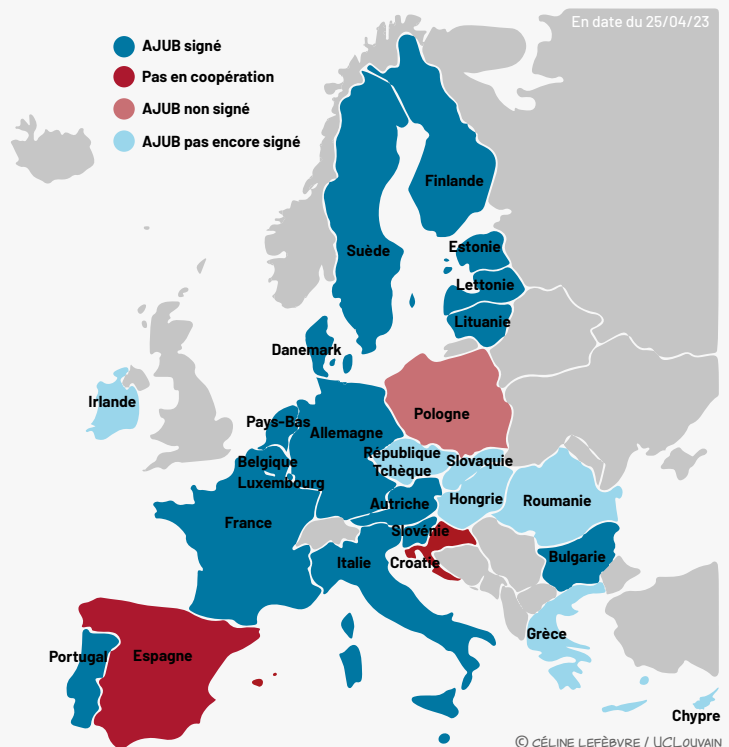 En date du 25/04/23
AJUB signé
Pas en coopération
AJUB non signé
AJUB pas encore signé
Finlande
Suède
Estonie
Lettonie
Lituanie
Danemark
Irlande
Pays-Bas
Allemagne
Pologne
Belgique
République
Tchèque
Slovaquie
Luxembourg
Autriche
Hongrie
Roumanie
France
Slovénie
Italie
Croatie
Bulgarie
Grèce
Portugal
Espagne
Chypre
© CÉLINE LEFÈBVRE / UCLouvain